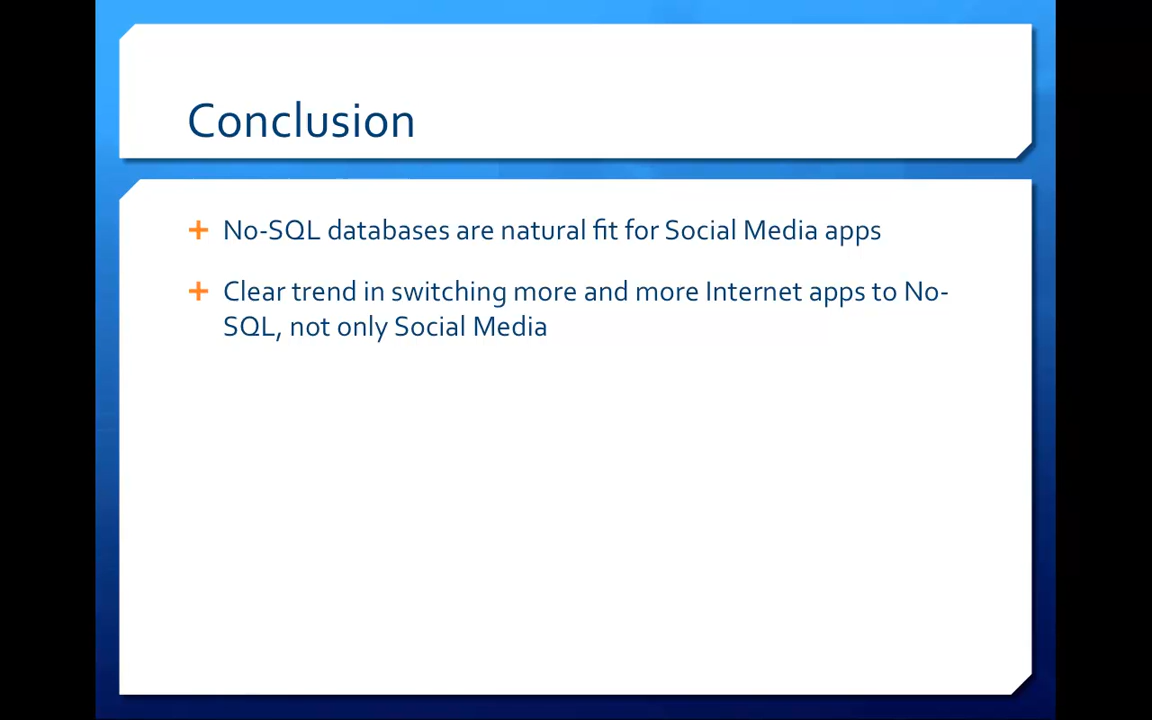 Conclusion
No-SQL databases are natural fit for Social Media apps
Clear trend in switching more and more Internet apps to No-
SQL, not only Social Media